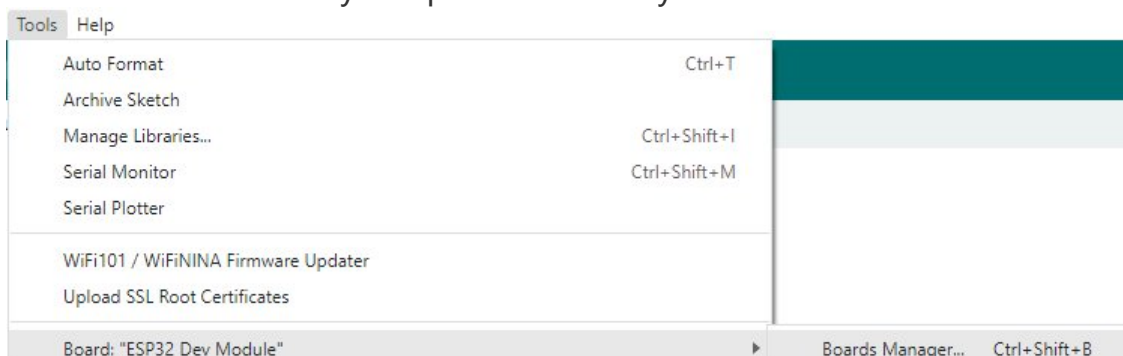 Tools Help
Auto Format Ctrl+T
Archive Sketch
Manage Libraries... Ctrl+Shift+I
Serial Monitor Ctrl+Shift+M
Serial Plotter
WiFi101 / WiFiNINA Firmware Updater
Upload SSL Root Certificates
Board: "ESP32 Dev Module" Boards Manager... Ctrl+Shift+B